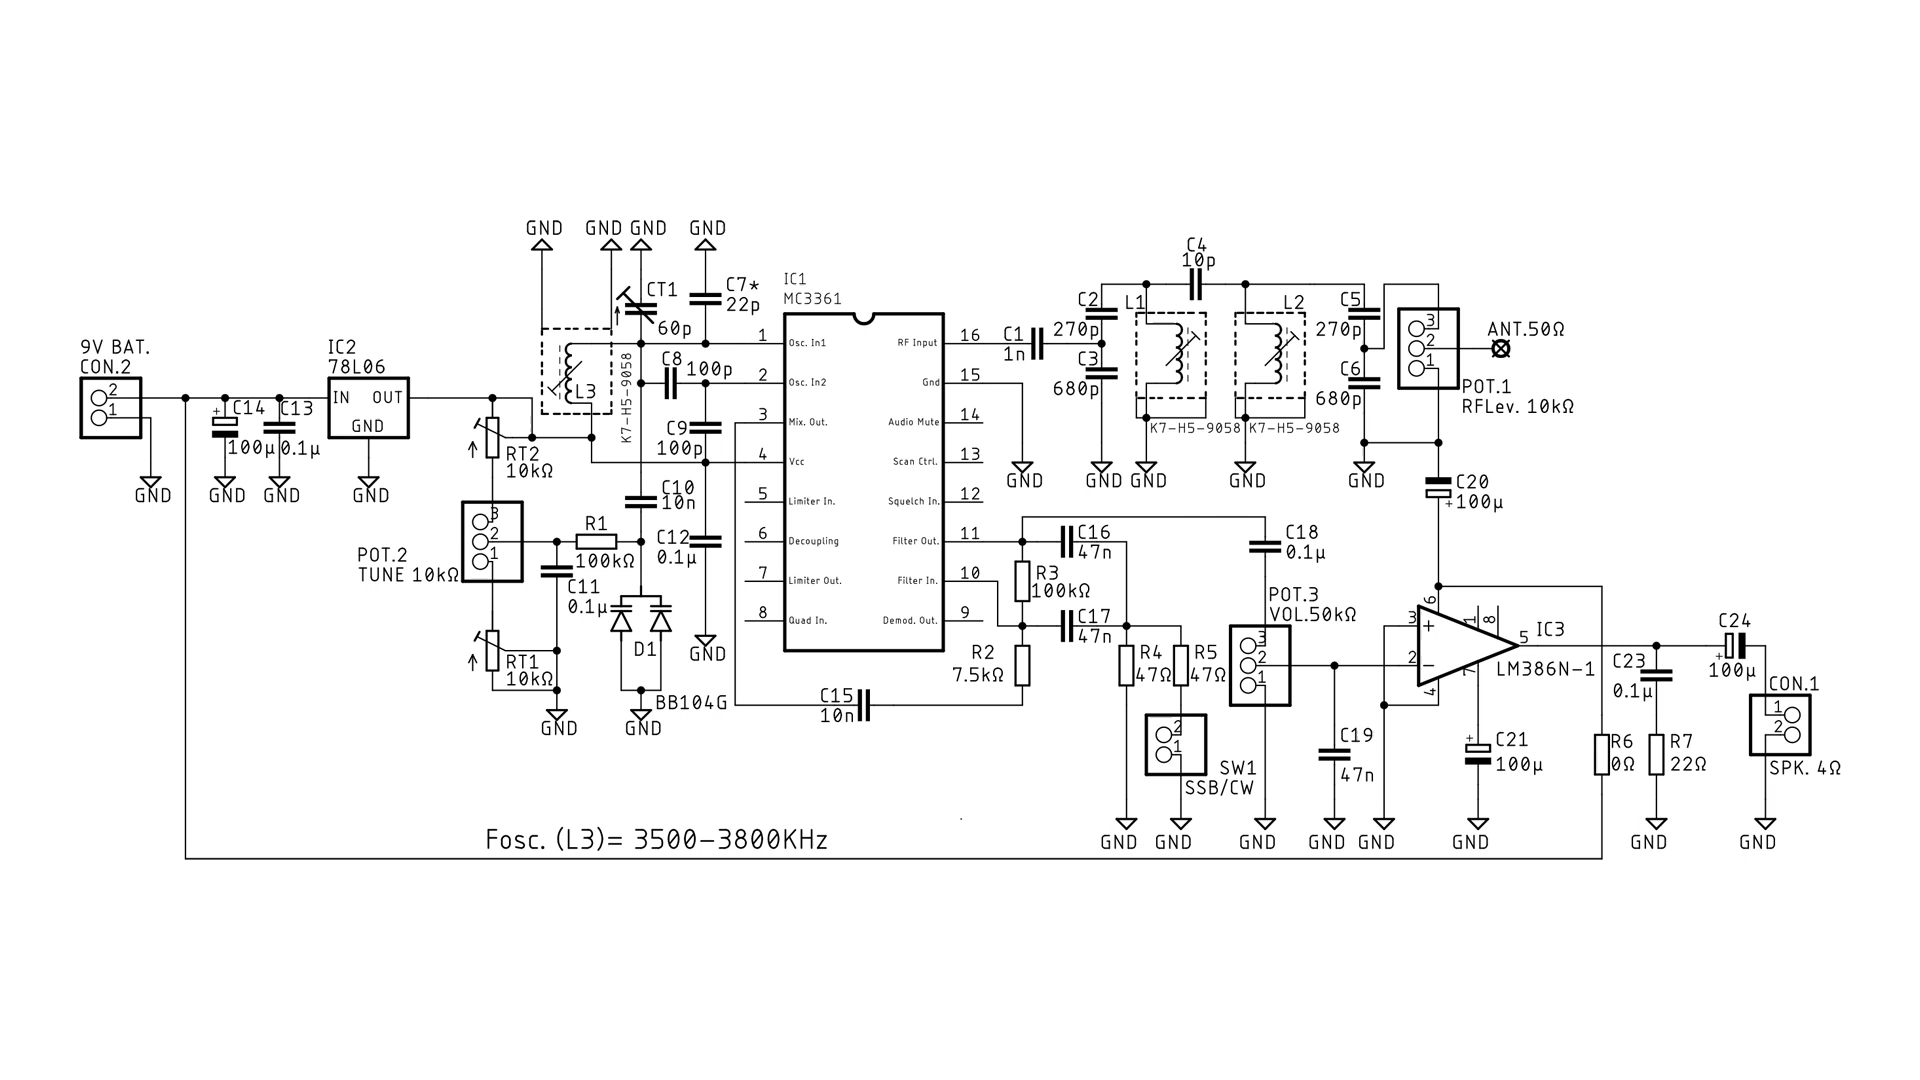 GND
GND
GND
GND
CT1
60p
C7*
22p
IC1
MC3361
9V BAT.
CON.2
2
1
GND
C14
+
100µ
GND
C13
0.1µ
GND
IC2
78L06
IN
OUT
GND
GND
RT2
10kΩ
L3
K7-H5-9058
C8
100p
C9
100p
C10
10n
C12
0.1µ
GND
POT.2
TUNE 10kΩ
3
2
1
R1
100kΩ
C11
0.1µ
RT1
10kΩ
GND
D1
BB104G
GND
1
Osc. In1
2
Osc. In2
3
Mix. Out.
4
Vcc
5
Limiter In.
6
Decoupling
7
Limiter Out.
8
Quad In.
RF Input
16
Gnd
15
Audio Mute
14
Scan Ctrl.
13
Squelch In.
12
Filter Out.
11
Filter In.
10
Demod. Out.
9
C1
1n
C2
270p
C3
680p
GND
GND
L1
K7-H5-9058
GND
C4
10p
L2
K7-H5-9058
GND
C5
270p
C6
680p
GND
3
2
1
ANT.50Ω
POT.1
RFLev. 10kΩ
C20
+
100µ
C16
47n
R3
100kΩ
C17
47n
R2
7.5kΩ
C15
10n
C18
0.1µ
POT.3
VOL.50kΩ
3
2
1
R4
47Ω
R5
47Ω
2
1
SW1
SSB/CW
C19
47n
3
+
2
−
6
1
8
5
7
4
IC3
LM386N-1
C21
+
100µ
R6
0Ω
C23
0.1µ
R7
22Ω
C24
+
100µ
CON.1
1
2
SPK. 4Ω
GND
GND
GND
GND
GND
GND
GND
GND
Fosc. (L3)= 3500-3800KHz